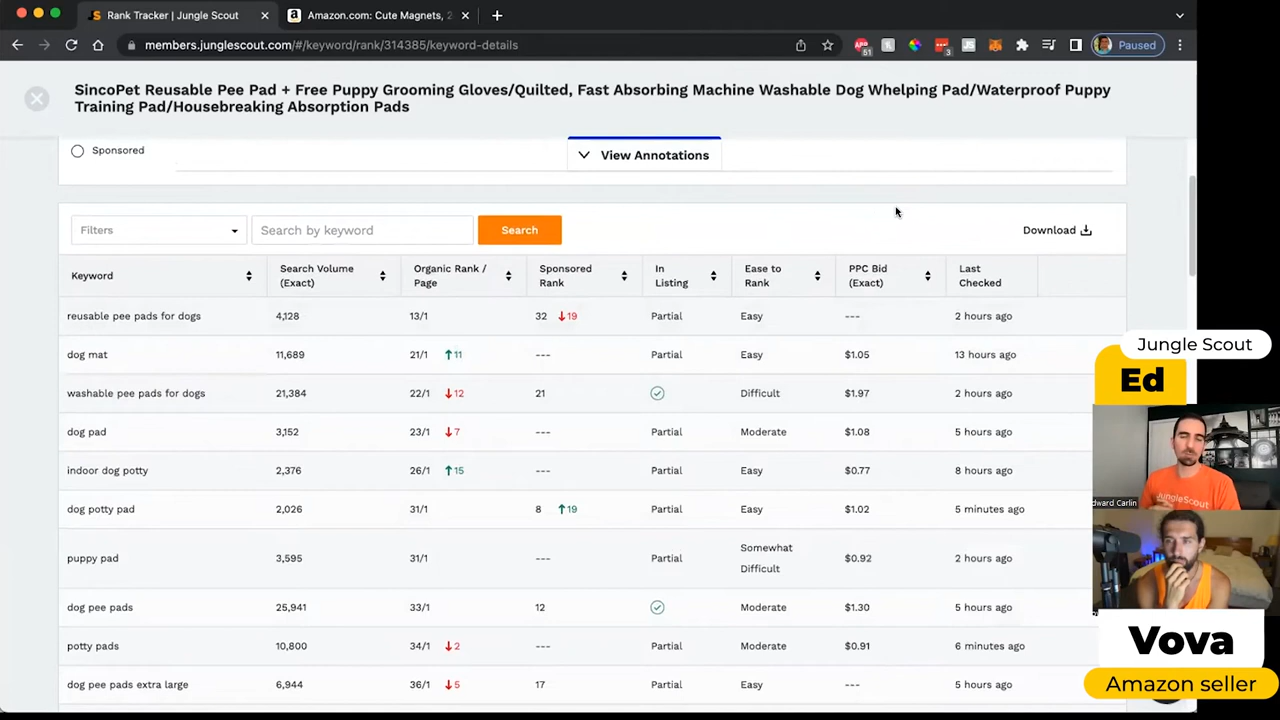 Rank Tracker | Jungle Scout
Amazon.com: Cute Magnets, 2
members.junglescout.com/#/keyword/rank/314385/keyword-details
51
3
Paused
SincoPet Reusable Pee Pad + Free Puppy Grooming Gloves/Quilted, Fast Absorbing Machine Washable Dog Whelping Pad/Waterproof Puppy
Training Pad/Housebreaking Absorption Pads
Sponsored
View Annotations
Filters
Search by keyword
Search
Download
Keyword Search Volume (Exact) Organic Rank / Page Sponsored Rank In Listing Ease to Rank PPC Bid (Exact) Last Checked
reusable pee pads for dogs 4,128 13/1 32 ↓19 Partial Easy --- 2 hours ago
dog mat 11,689 21/1 ↑11 --- Partial Easy $1.05 13 hours ago
washable pee pads for dogs 21,384 22/1 ↓12 21 Difficult $1.97 2 hours ago
dog pad 3,152 23/1 ↓7 --- Partial Moderate $1.08 5 hours ago
indoor dog potty 2,376 26/1 ↑15 --- Partial Easy $0.77 8 hours ago
dog potty pad 2,026 31/1 8 ↑19 Partial Easy $1.02 5 minutes ago
puppy pad 3,595 31/1 --- Partial Somewhat Difficult $0.92 2 hours ago
dog pee pads 25,941 33/1 12 Moderate $1.30 5 hours ago
potty pads 10,800 34/1 ↓2 --- Partial Moderate $0.91 6 minutes ago
dog pee pads extra large 6,944 36/1 ↓5 17 Partial Easy --- 5 hours ago
Jungle Scout
Ed
JungleScout
dward Carlin
Vova
Amazon seller